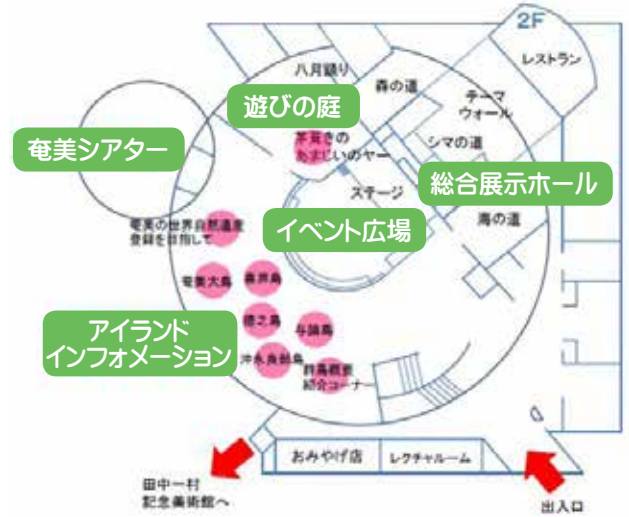 2F
レストラン
八月踊り
森の道
テーマ
ウォール
遊びの庭
奄美シアター
茅葺きの
シマの道
総合展示ホール
ステージ
海の道
イベント広場
奄美の世界自然遺産
登録を目指して
奄美大島
喜界島
徳之島
与論島
アイランド
インフォメーション
沖永良部島
群島概要
紹介コーナー
おみやげ店
レクチャルーム
田中一村
記念美術館へ
出入口